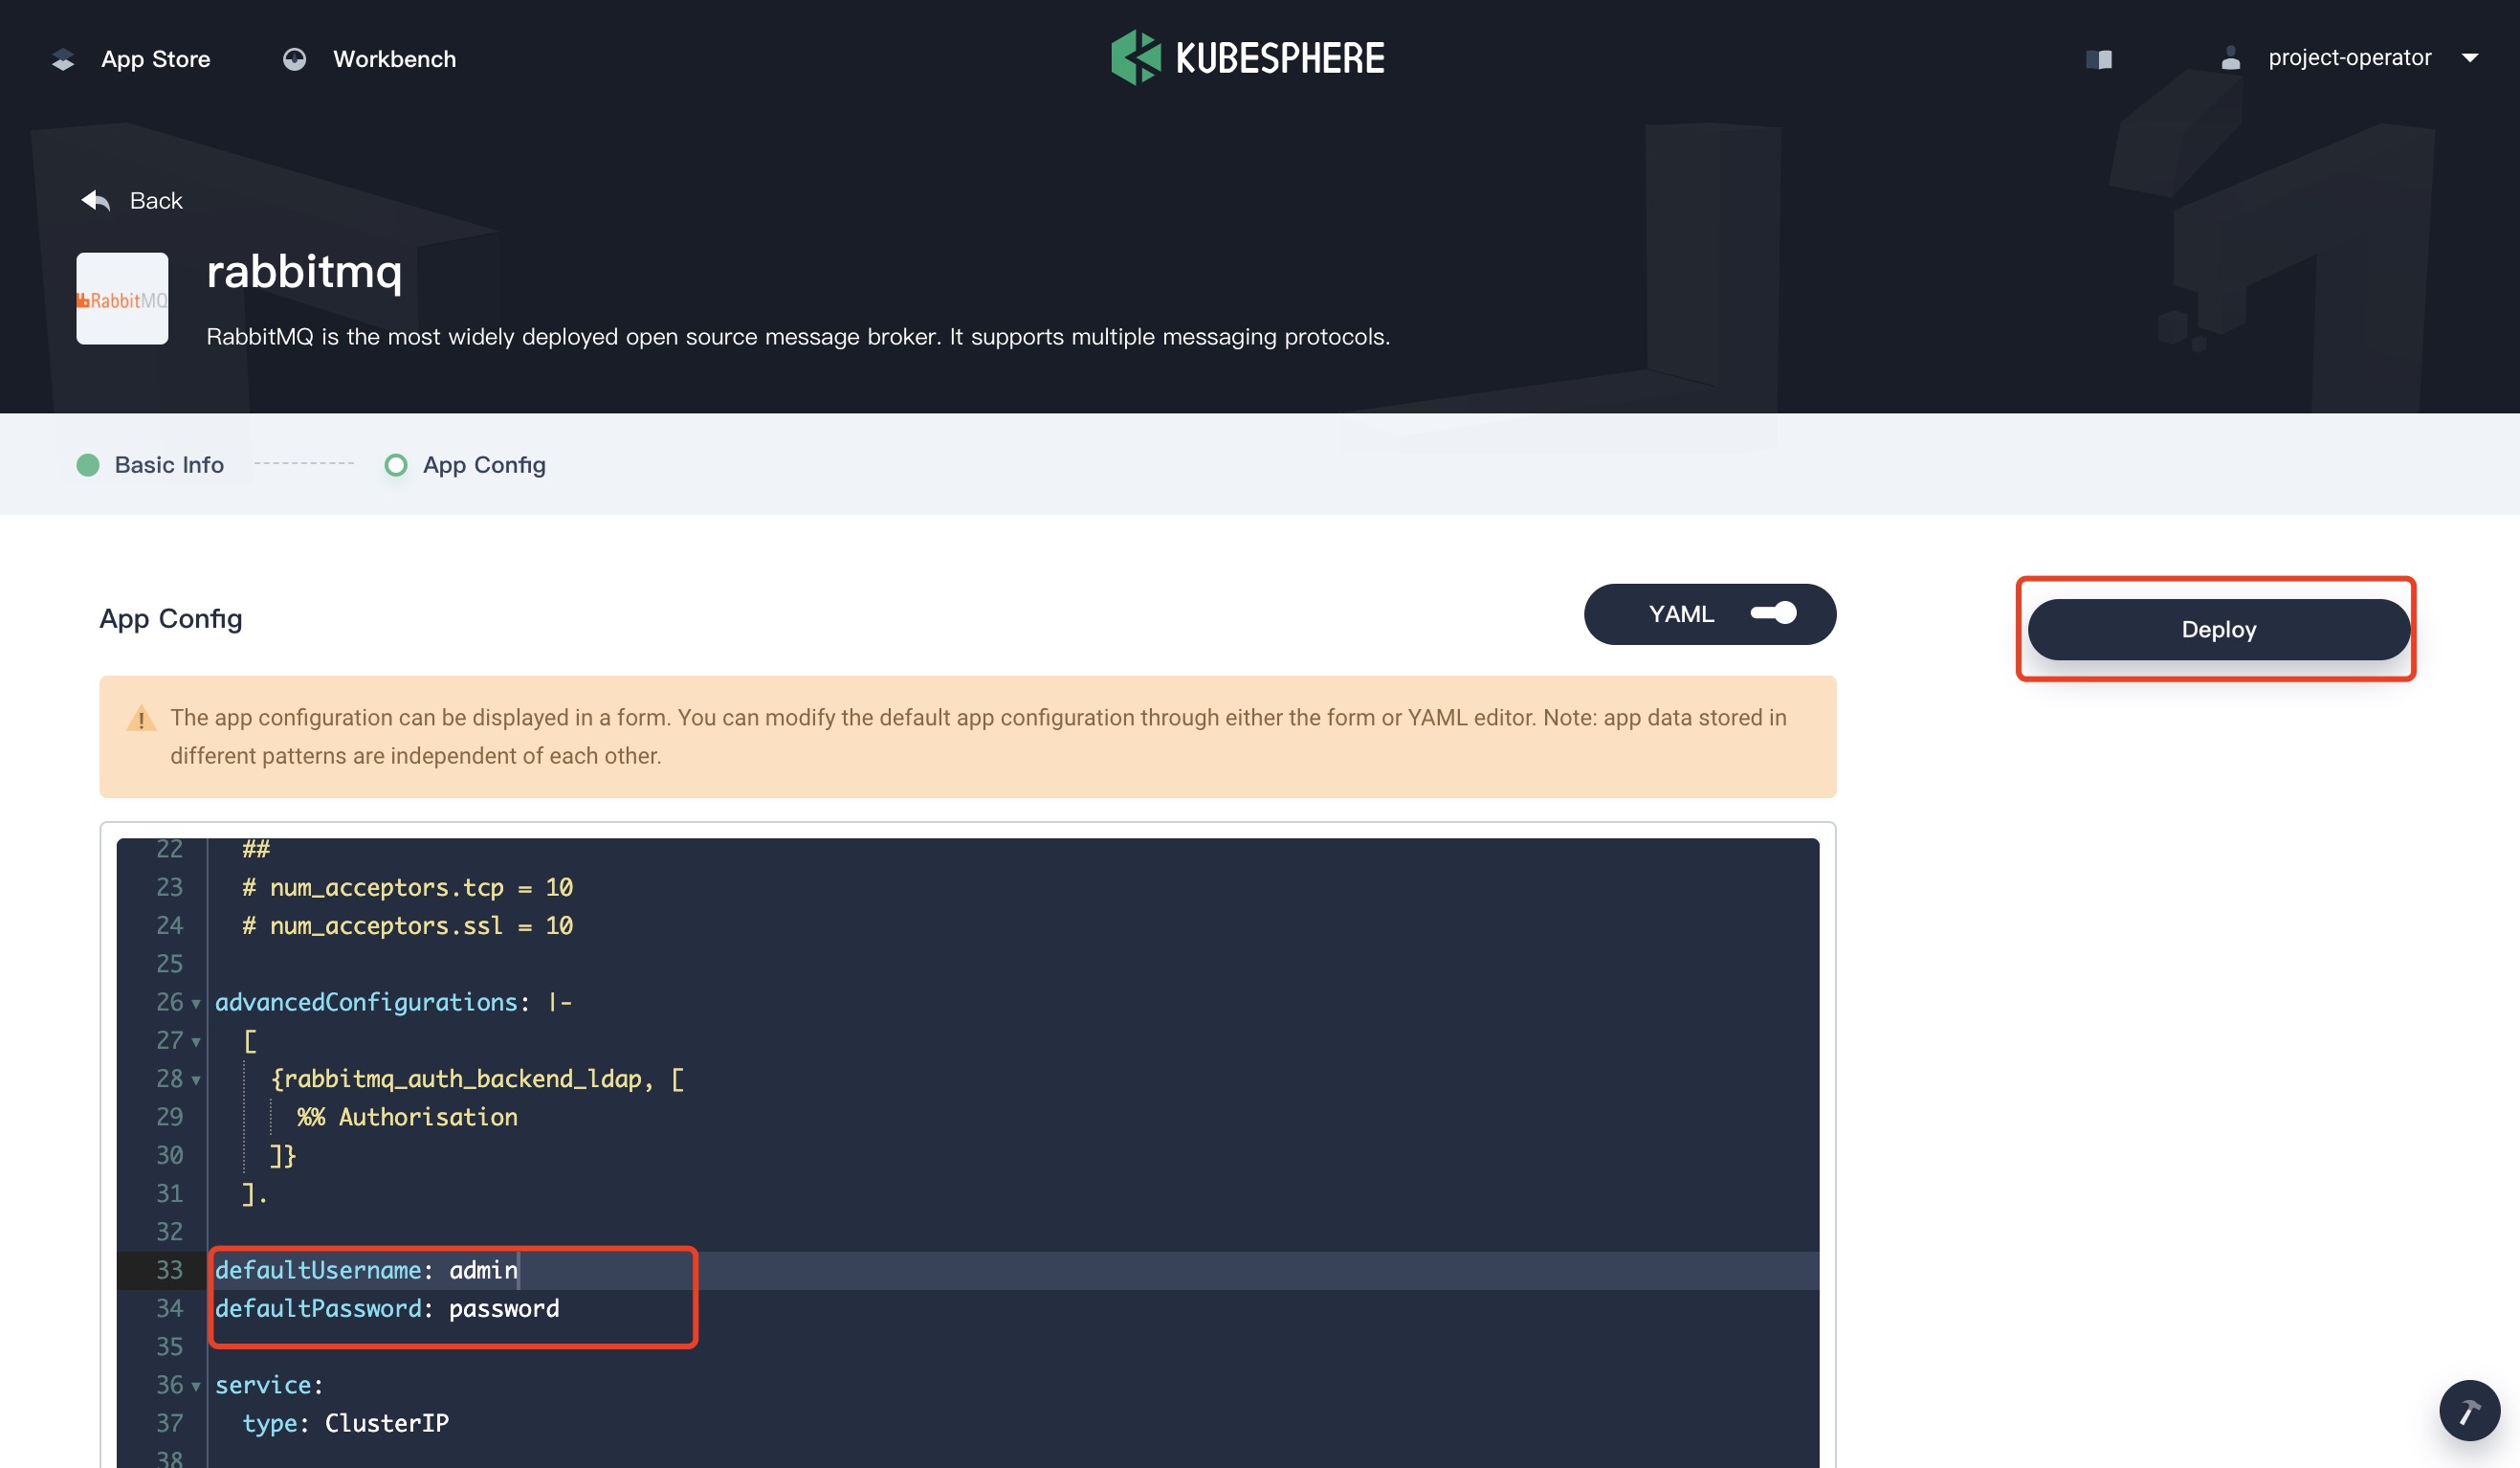 App Store
Workbench
KUBESPHERE
project-operator
Back
RabbitMQ
rabbitmq
RabbitMQ is the most widely deployed open source message broker. It supports multiple messaging protocols.
Basic Info
App Config
App Config
YAML
Deploy
The app configuration can be displayed in a form. You can modify the default app configuration through either the form or YAML editor. Note: app data stored in
different patterns are independent of each other.
22 ##
23 # num_acceptors.tcp = 10
24 # num_acceptors.ssl = 10
25
26 advancedConfigurations: |-
27 [
28 {rabbitmq_auth_backend_ldap, [
29 %% Authorisation
30 ]}
31 ].
32
33 defaultUsername: admin
34 defaultPassword: password
35
36 service:
37 type: ClusterIP
38